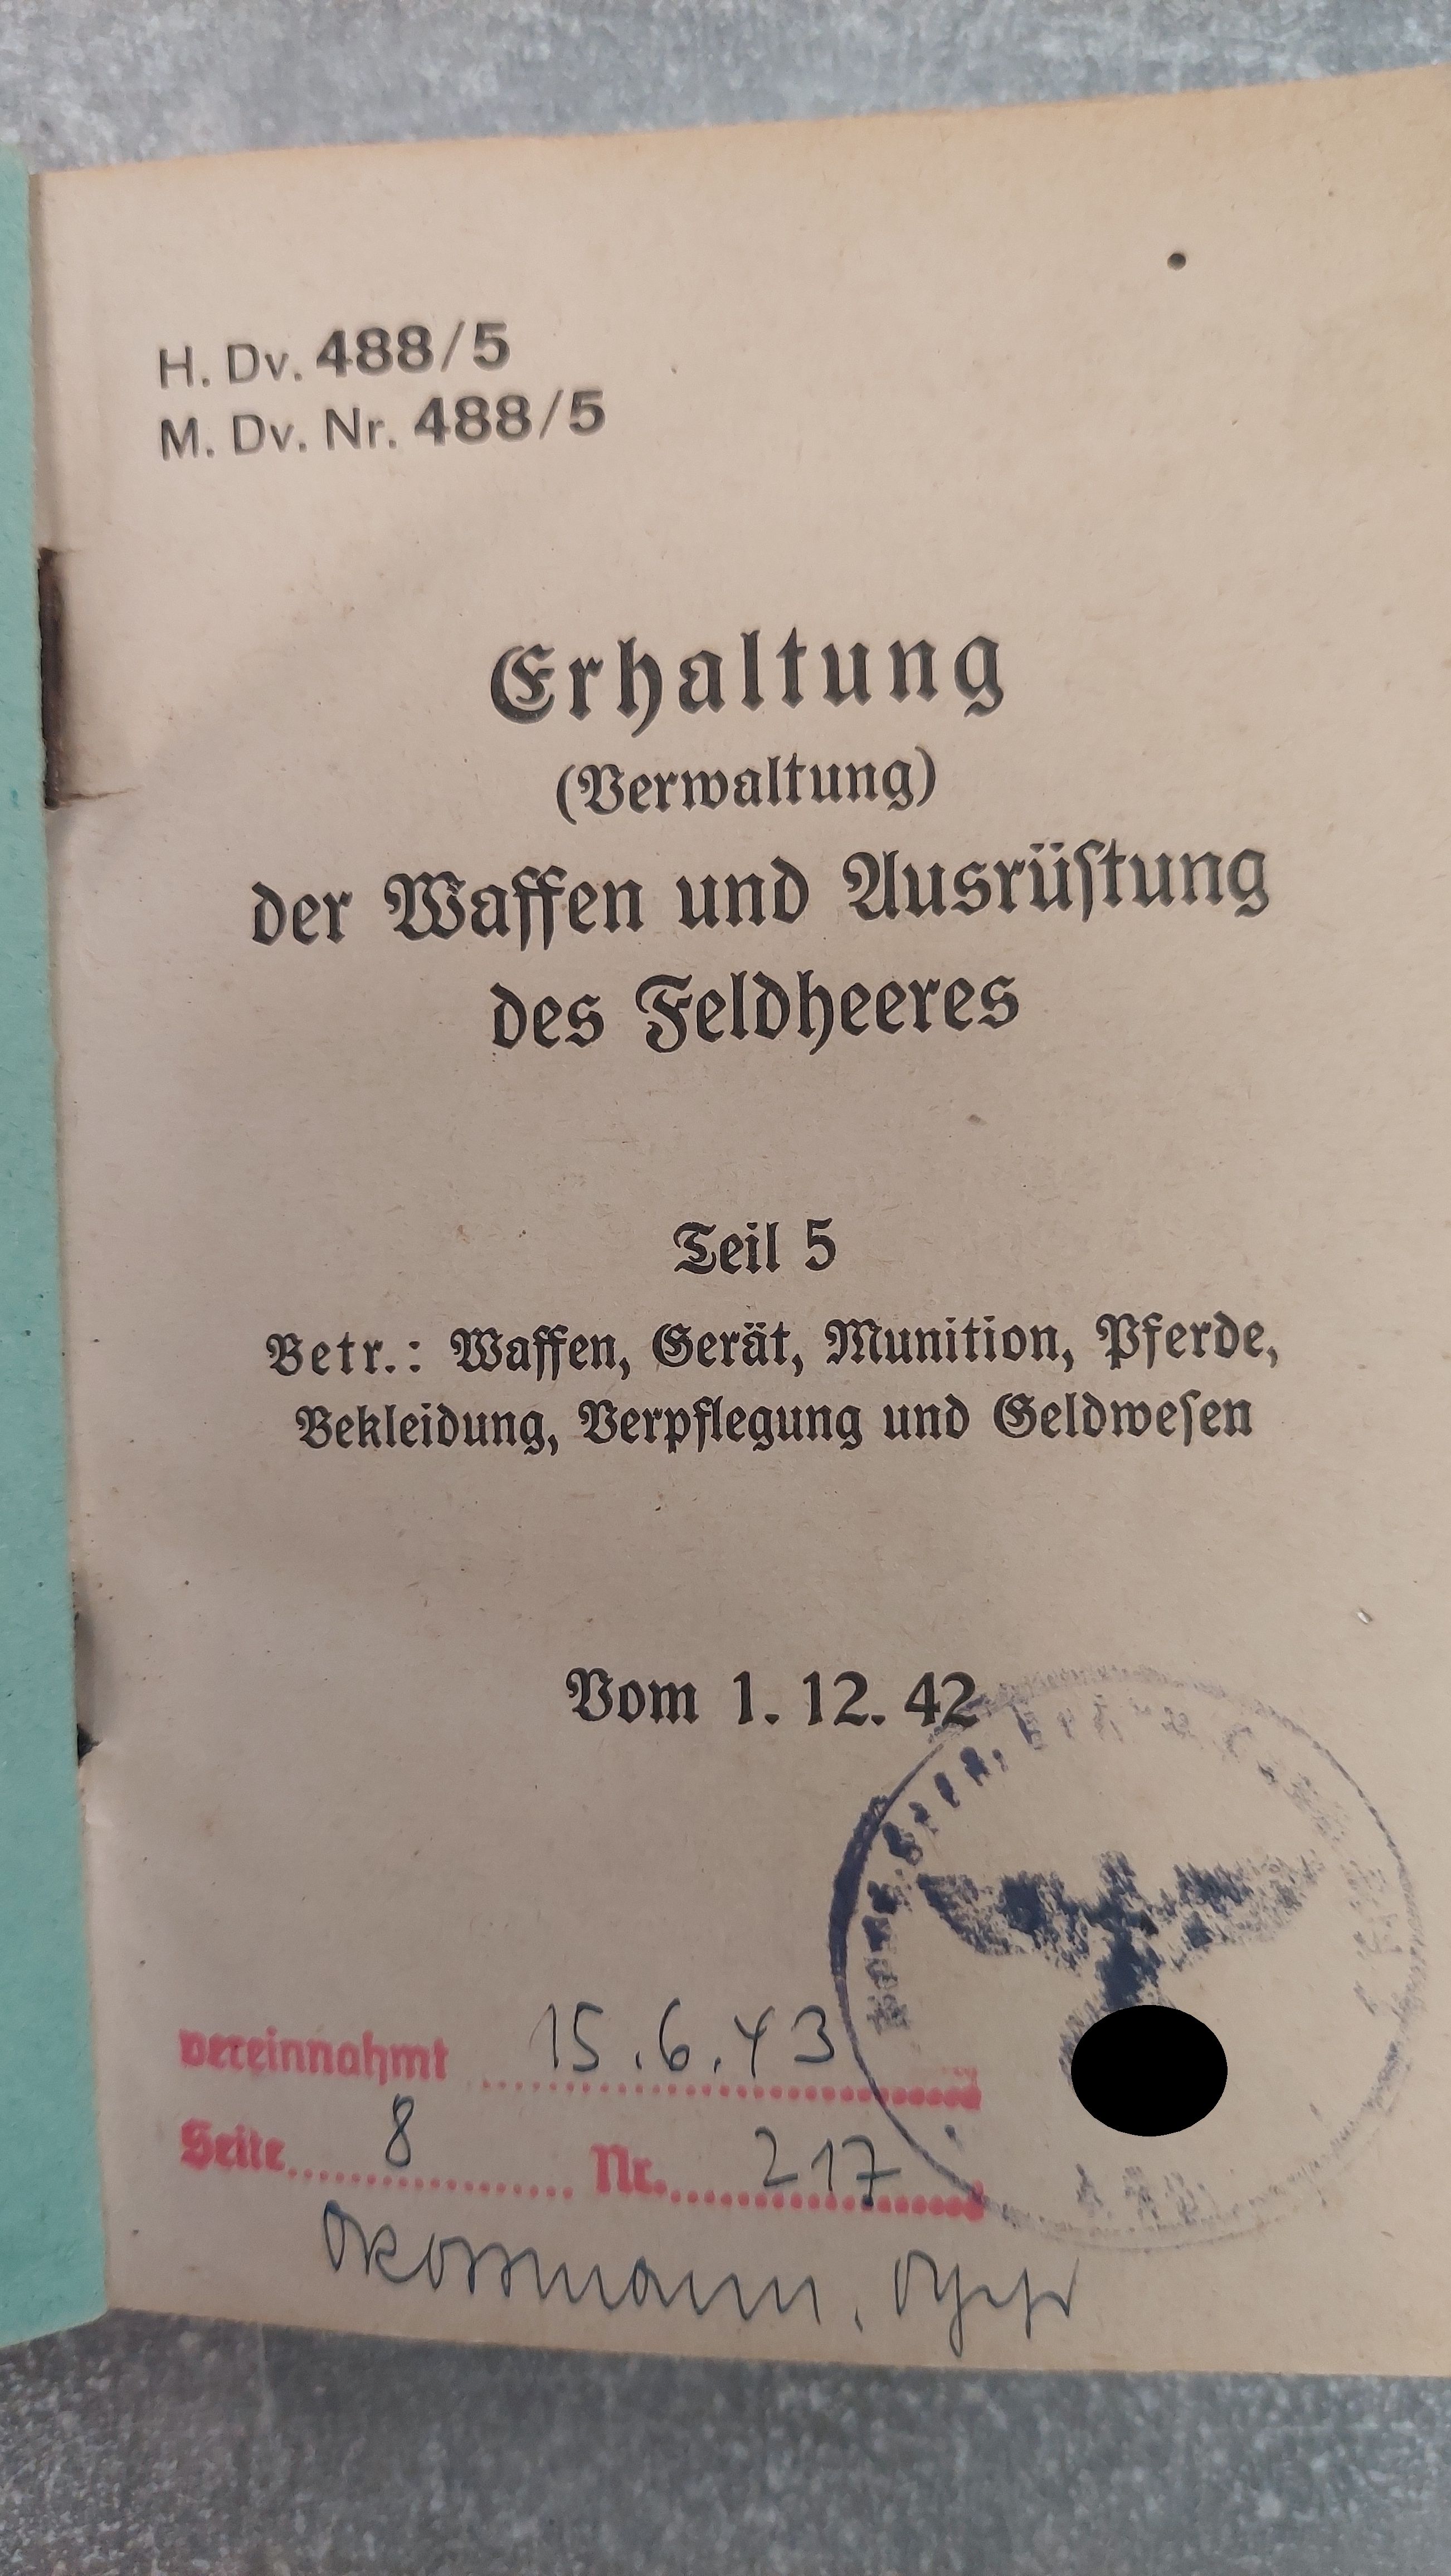 H. Dv. 488/5
M. Dv. Nr. 488/5
Erhaltung
(Verwaltung)
der Waffen und Ausrüstung
des Feldheeres
Teil 5
Betr.: Waffen, Gerät, Munition, Pferde,
Bekleidung, Verpflegung und Geldwesen
Vom 1. 12. 42
vereinnahmt 15.6.43
Seite 8 Nr. 217